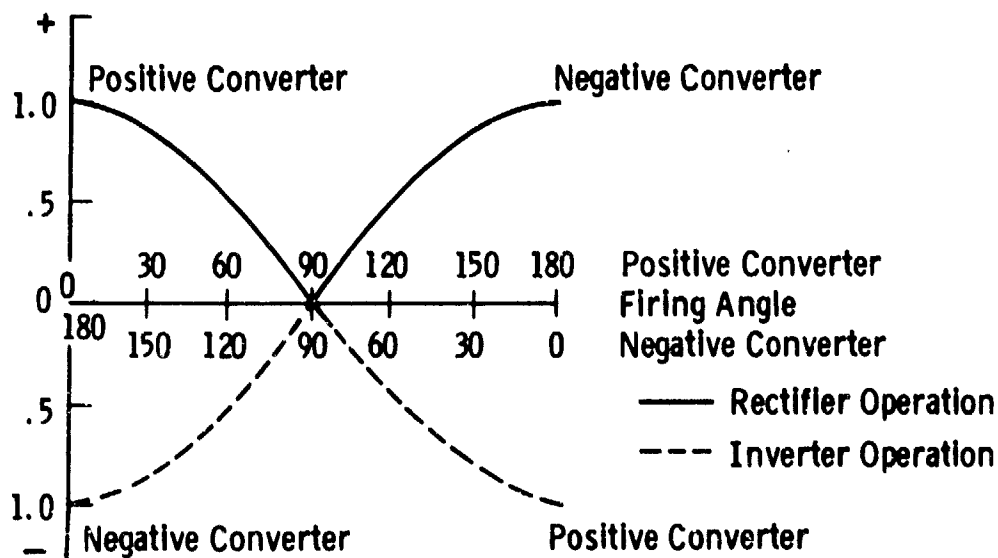 +
Positive Converter Negative Converter
1.0
.5
0 30 60 90 120 150 180 Positive Converter
0 Firing Angle
180 150 120 90 60 30 0 Negative Converter
.5 Rectifier Operation
Inverter Operation
1.0
Negative Converter Positive Converter
−